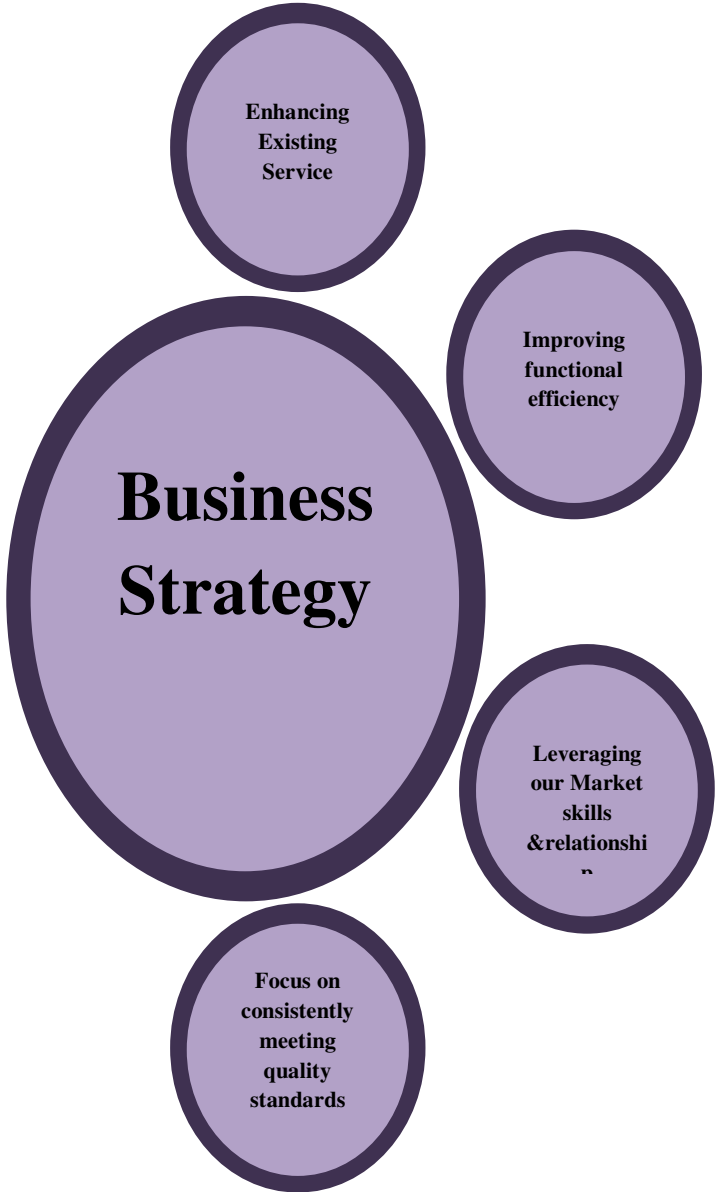 Enhancing
Existing
Service
Improving
functional
efficiency
Business
Strategy
Leveraging
our Market
skills
&relationshi
p
Focus on
consistently
meeting
quality
standards